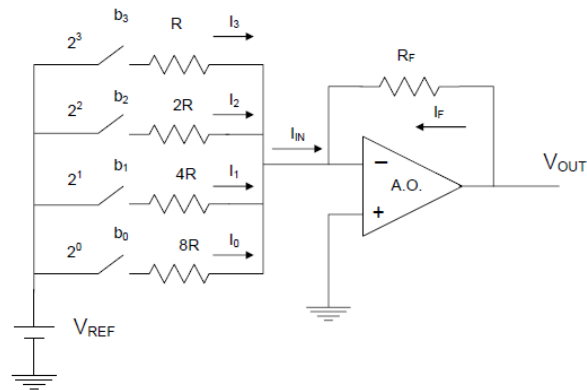 2³ b₃ R I₃
R_F
2² b₂ 2R I₂
I_F
I_IN
2¹ b₁ 4R I₁
− A.O. V_OUT
+
2⁰ b₀ 8R I₀
V_REF